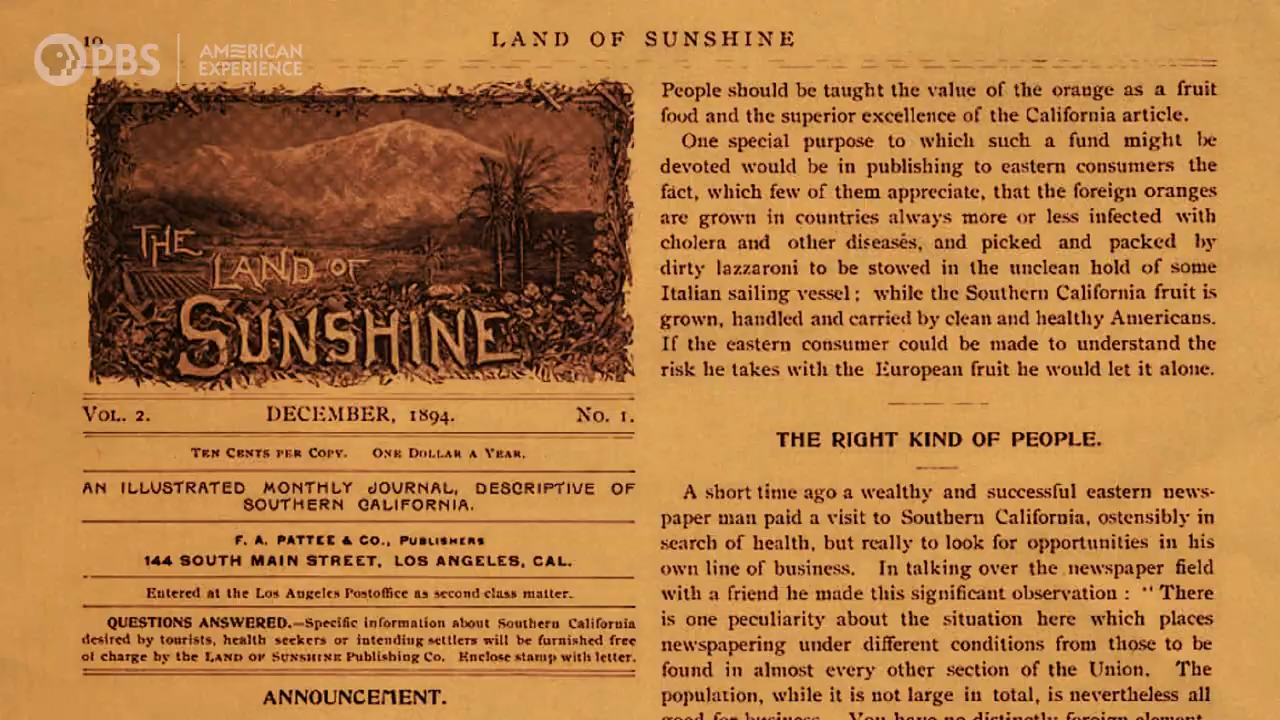 10
LAND OF SUNSHINE
PBS
AMERICAN
EXPERIENCE
THE
LAND OF
SUNSHINE
VOL. 2.
DECEMBER, 1894.
No. 1.
TEN CENTS PER COPY. ONE DOLLAR A YEAR.
AN ILLUSTRATED MONTHLY JOURNAL, DESCRIPTIVE OF
SOUTHERN CALIFORNIA.
F. A. PATTEE & CO., PUBLISHERS
144 SOUTH MAIN STREET, LOS ANGELES, CAL.
Entered at the Los Angeles Postoffice as second class matter.
QUESTIONS ANSWERED.—Specific information about Southern California
desired by tourists, health seekers or intending settlers will be furnished free
of charge by the LAND OF SUNSHINE Publishing Co. Enclose stamp with letter.
ANNOUNCEMENT.
People should be taught the value of the orange as a fruit
food and the superior excellence of the California article.
One special purpose to which such a fund might be
devoted would be in publishing to eastern consumers the
fact, which few of them appreciate, that the foreign oranges
are grown in countries always more or less infected with
cholera and other diseases, and picked and packed by
dirty lazzaroni to be stowed in the unclean hold of some
Italian sailing vessel; while the Southern California fruit is
grown, handled and carried by clean and healthy Americans.
If the eastern consumer could be made to understand the
risk he takes with the European fruit he would let it alone.
THE RIGHT KIND OF PEOPLE.
A short time ago a wealthy and successful eastern news-
paper man paid a visit to Southern California, ostensibly in
search of health, but really to look for opportunities in his
own line of business. In talking over the newspaper field
with a friend he made this significant observation : "There
is one peculiarity about the situation here which places
newspapering under different conditions from those to be
found in almost every other section of the Union. The
population, while it is not large in total, is nevertheless all
good for business. You have no distinctly foreign element